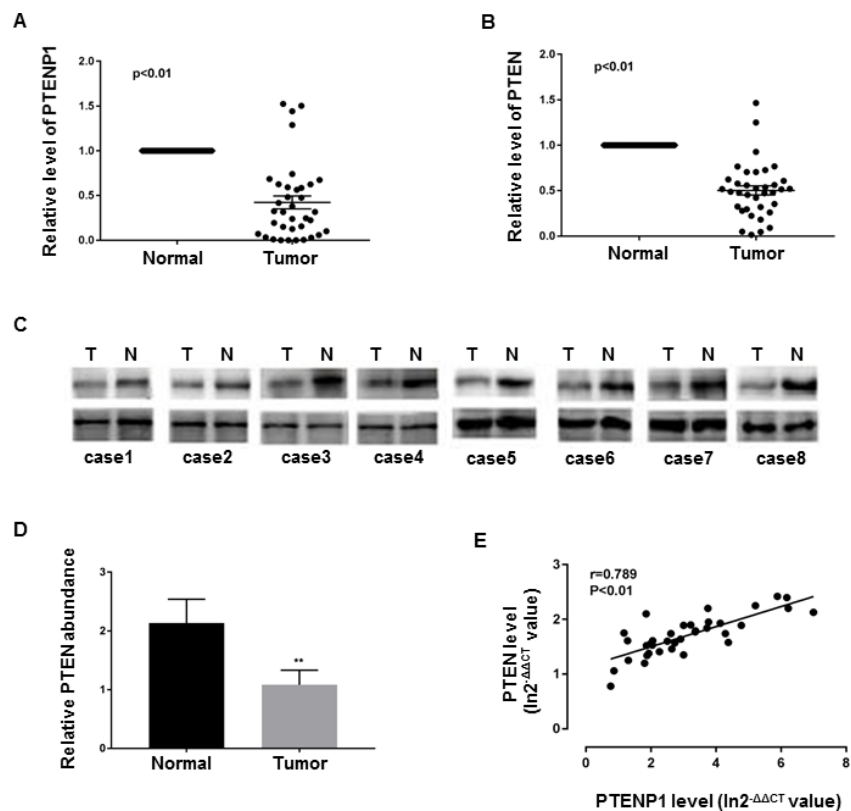 A
Relative level of PTENP1
2.0
1.5
1.0
0.5
0.0
p<0.01
Normal Tumor
B
Relative level of PTEN
2.0
1.5
1.0
0.5
0.0
p<0.01
Normal Tumor
C
T N T N T N T N T N T N T N T N
case1 case2 case3 case4 case5 case6 case7 case8
D
Relative PTEN abundance
3
2
1
0
**
Normal Tumor
E
PTEN level
(ln2-ΔΔCT value)
3
2
1
0
r=0.789
P<0.01
0 2 4 6 8
PTENP1 level (ln2-ΔΔCT value)